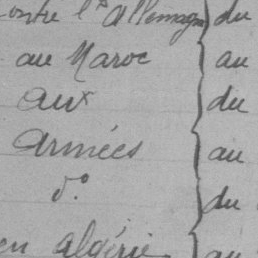 contre l'Allemagne } du
au Maroc } au
aux } du
armées } au
d° } du
en algérie } au